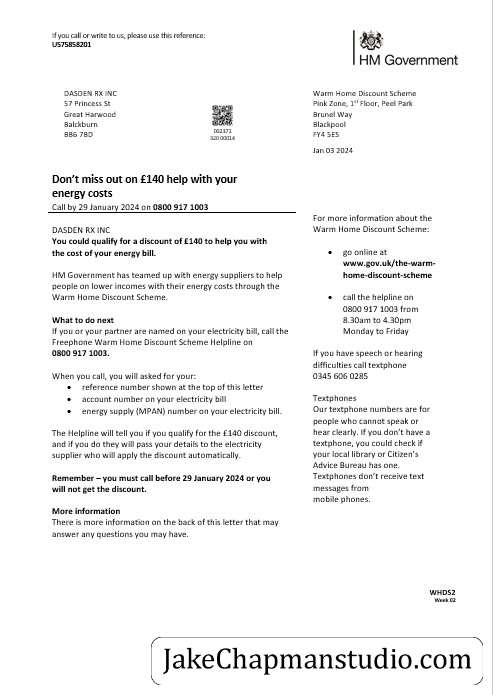 If you call or write to us, please use this reference:
US75858201
HM Government
DASDEN RX INC
57 Princess St
Great Harwood
Balckburn
BB6 7BD
002371
020 00014
Warm Home Discount Scheme
Pink Zone, 1st Floor, Peel Park
Brunel Way
Blackpool
FY4 5ES
Jan 03 2024
Don't miss out on £140 help with your
energy costs
Call by 29 January 2024 on 0800 917 1003
DASDEN RX INC
You could qualify for a discount of £140 to help you with
the cost of your energy bill.
HM Government has teamed up with energy suppliers to help
people on lower incomes with their energy costs through the
Warm Home Discount Scheme.
What to do next
If you or your partner are named on your electricity bill, call the
Freephone Warm Home Discount Scheme Helpline on
0800 917 1003.
When you call, you will asked for your:
• reference number shown at the top of this letter
• account number on your electricity bill
• energy supply (MPAN) number on your electricity bill.
The Helpline will tell you if you qualify for the £140 discount,
and if you do they will pass your details to the electricity
supplier who will apply the discount automatically.
Remember – you must call before 29 January 2024 or you
will not get the discount.
More information
There is more information on the back of this letter that may
answer any questions you may have.
For more information about the
Warm Home Discount Scheme:
• go online at
www.gov.uk/the-warm-
home-discount-scheme
• call the helpline on
0800 917 1003 from
8.30am to 4.30pm
Monday to Friday
If you have speech or hearing
difficulties call textphone
0345 606 0285
Textphones
Our textphone numbers are for
people who cannot speak or
hear clearly. If you don't have a
textphone, you could check if
your local library or Citizen's
Advice Bureau has one.
Textphones don't receive text
messages from
mobile phones.
WHDS2
Week 02
JakeChapmanstudio.com